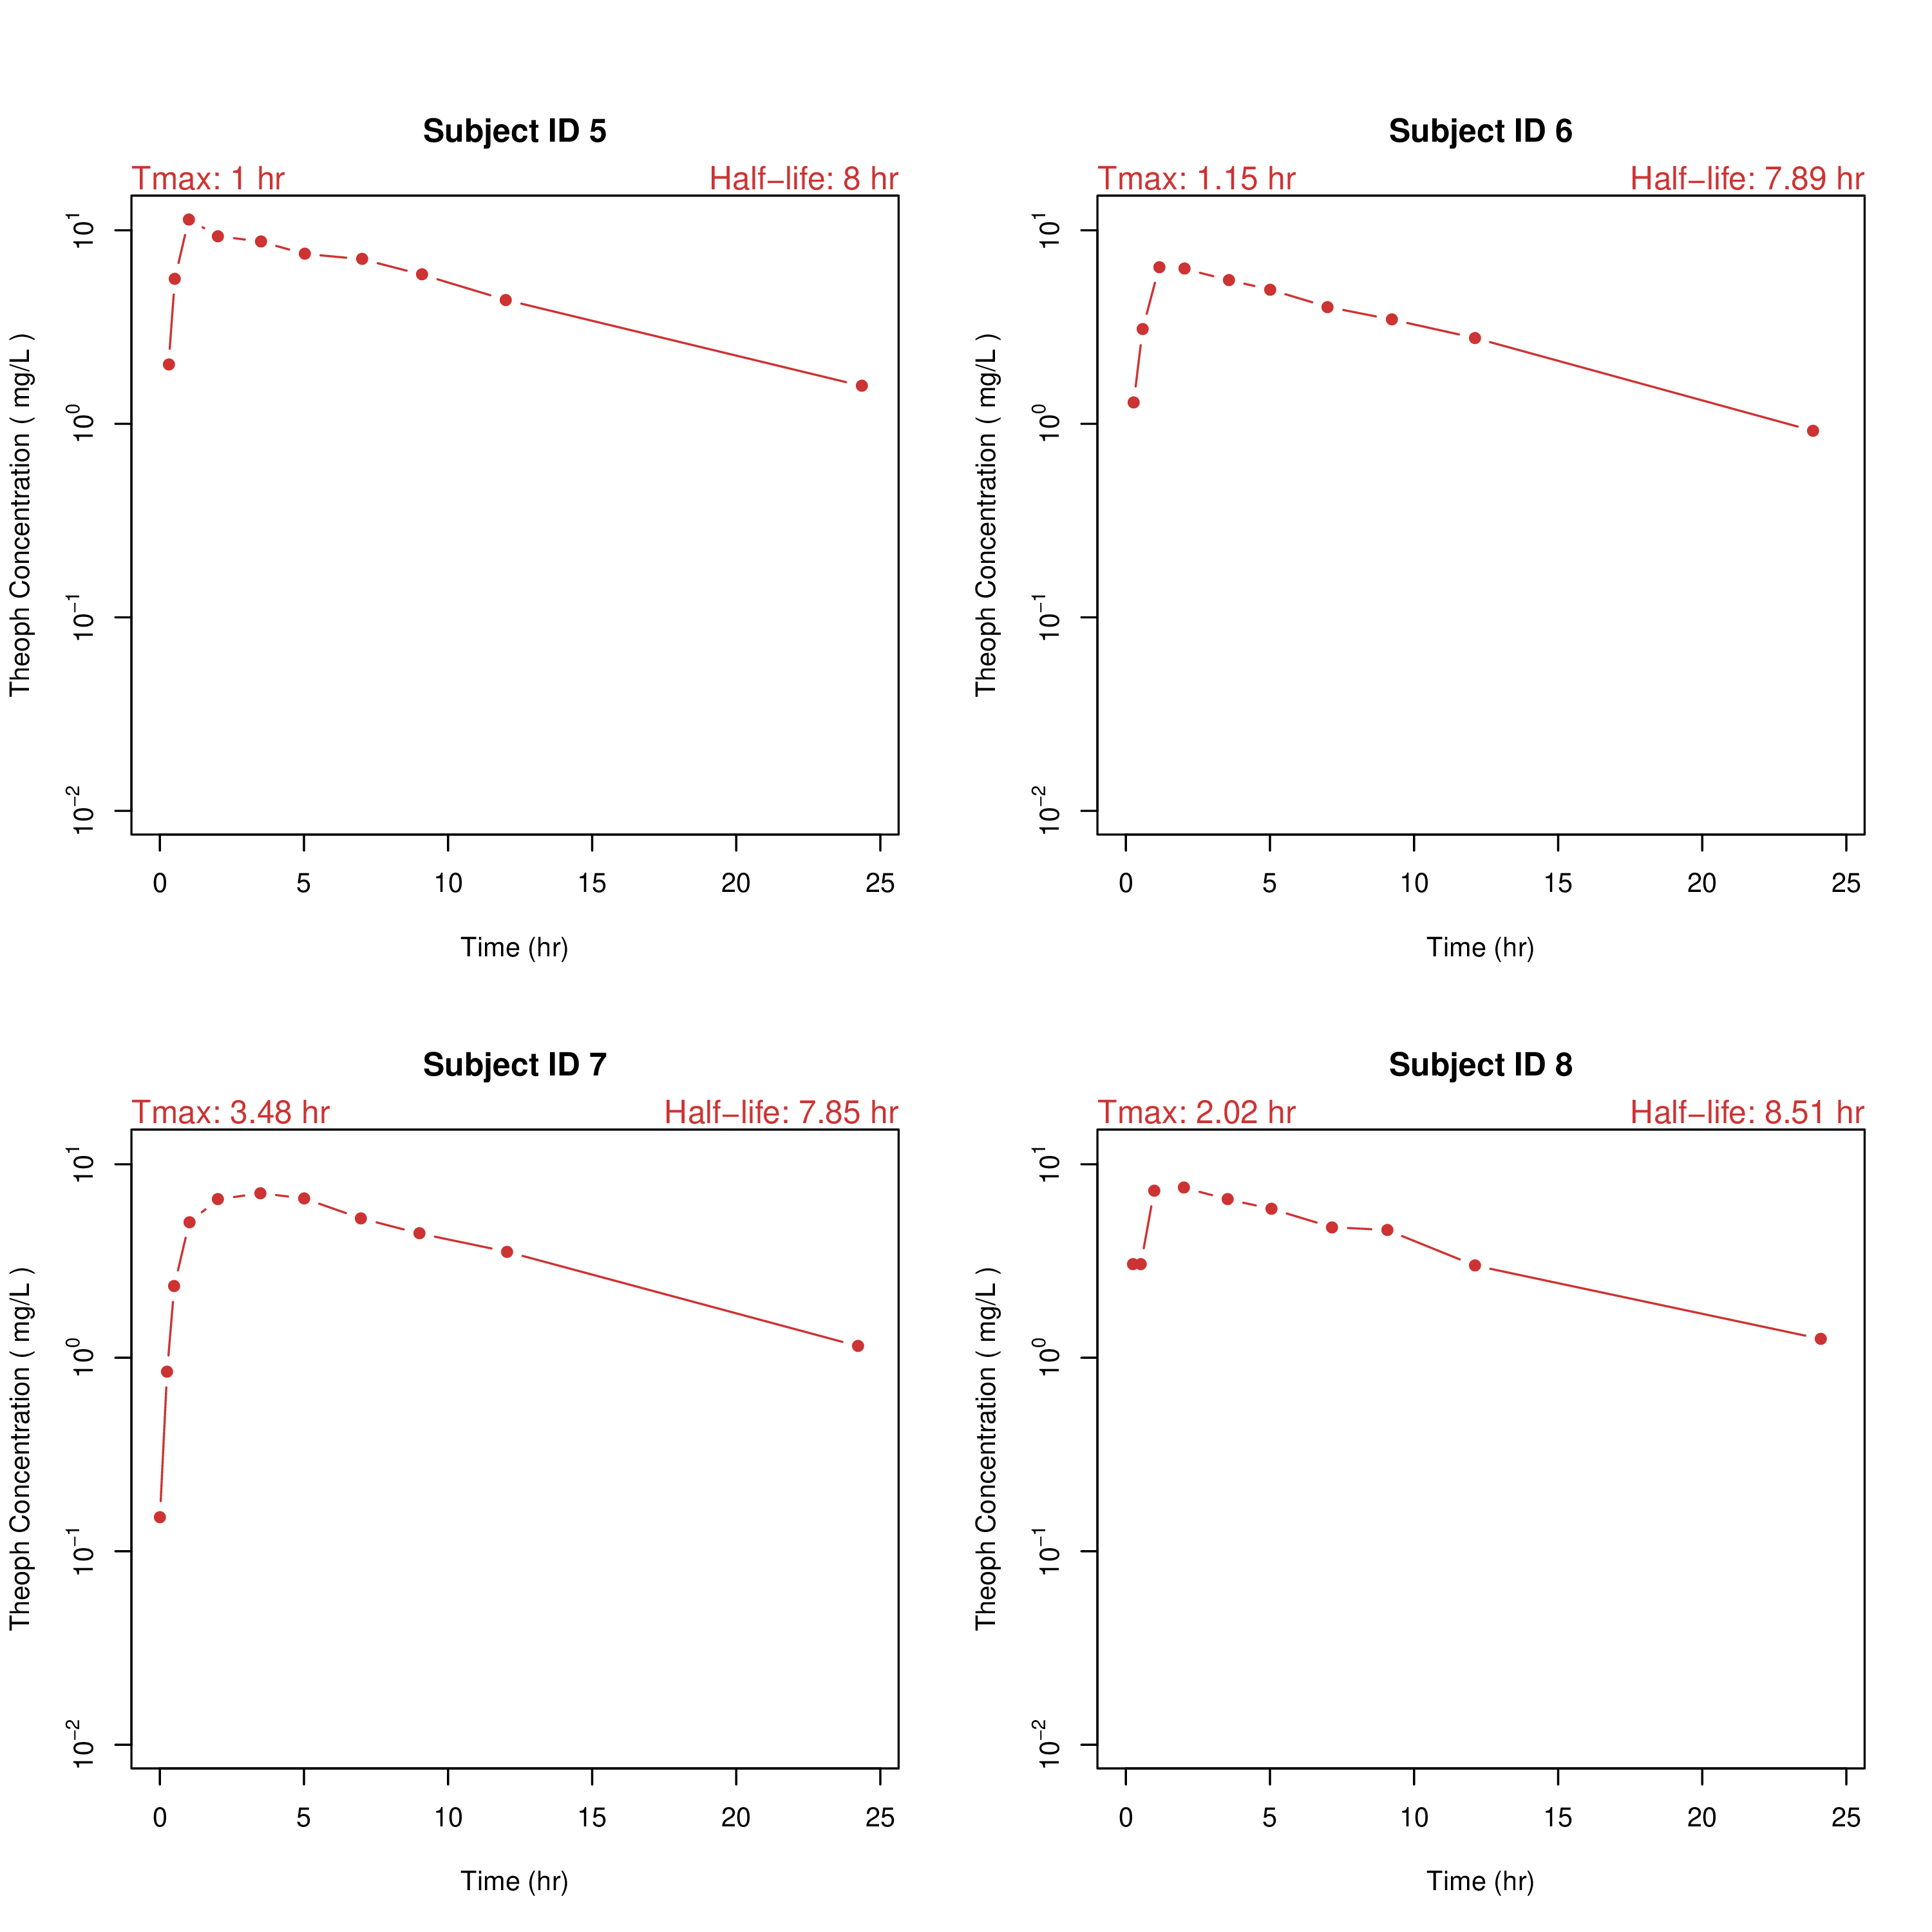 Subject ID 5
Tmax: 1 hr Half−life: 8 hr
Theoph Concentration ( mg/L )
10^1
10^0
10^−1
10^−2
0 5 10 15 20 25
Time (hr)
Subject ID 6
Tmax: 1.15 hr Half−life: 7.89 hr
Theoph Concentration ( mg/L )
10^1
10^0
10^−1
10^−2
0 5 10 15 20 25
Time (hr)
Subject ID 7
Tmax: 3.48 hr Half−life: 7.85 hr
Theoph Concentration ( mg/L )
10^1
10^0
10^−1
10^−2
0 5 10 15 20 25
Time (hr)
Subject ID 8
Tmax: 2.02 hr Half−life: 8.51 hr
Theoph Concentration ( mg/L )
10^1
10^0
10^−1
10^−2
0 5 10 15 20 25
Time (hr)